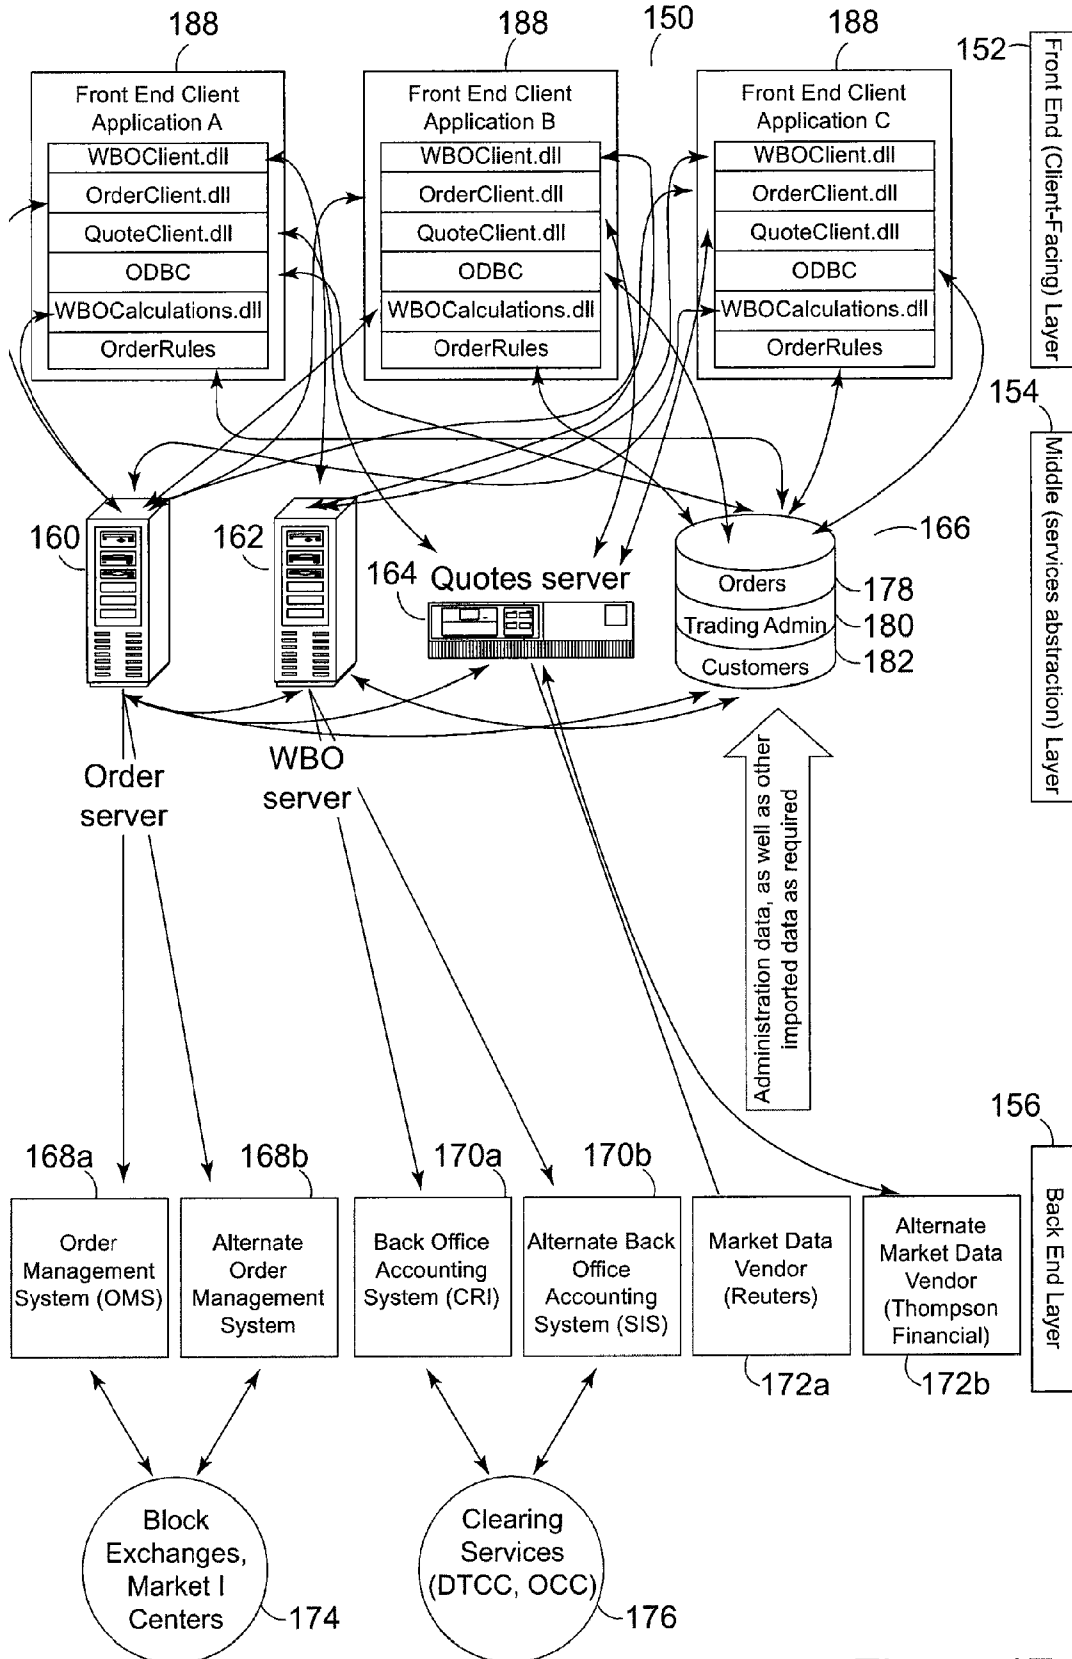 188
188
150
188
152
Front End Client
Application A
WBOClient.dll
OrderClient.dll
QuoteClient.dll
ODBC
WBOCalculations.dll
OrderRules
Front End Client
Application B
WBOClient.dll
OrderClient.dll
QuoteClient.dll
ODBC
WBOCalculations.dll
OrderRules
Front End Client
Application C
WBOClient.dll
OrderClient.dll
QuoteClient.dll
ODBC
WBOCalculations.dll
OrderRules
Front End (Client-Facing) Layer
154
Middle (services abstraction) Layer
160
162
164
Quotes server
166
Orders
178
Trading Admin
180
Customers
182
Order
server
WBO
server
Administration data, as well as other
imported data as required
156
Back End Layer
168a
168b
170a
170b
Order
Management
System (OMS)
Alternate
Order
Management
System
Back Office
Accounting
System (CRI)
Alternate Back
Office
Accounting
System (SIS)
Market Data
Vendor
(Reuters)
Alternate
Market Data
Vendor
(Thompson
Financial)
172a
172b
Block
Exchanges,
Market I
Centers
174
Clearing
Services
(DTCC, OCC)
176